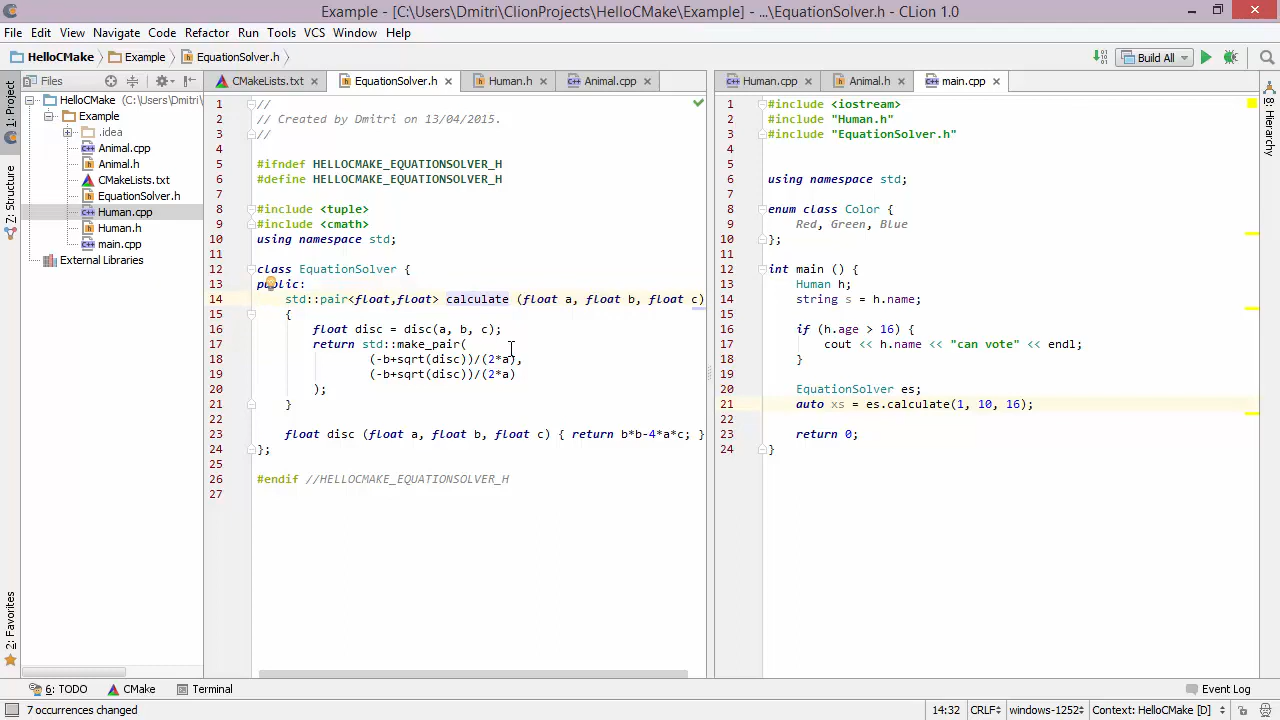 Example - [C:\Users\Dmitri\ClionProjects\HelloCMake\Example] - ...\EquationSolver.h - CLion 1.0
File Edit View Navigate Code Refactor Run Tools VCS Window Help
HelloCMake Example EquationSolver.h Build All
1: Project
7: Structure
2: Favorites
Files
HelloCMake (C:\Users\Dmitri\
Example
.idea
Animal.cpp
Animal.h
CMakeLists.txt
EquationSolver.h
Human.cpp
Human.h
main.cpp
External Libraries
CMakeLists.txt EquationSolver.h Human.h Animal.cpp
1 //
2 // Created by Dmitri on 13/04/2015.
3 //
4
5 #ifndef HELLOCMAKE_EQUATIONSOLVER_H
6 #define HELLOCMAKE_EQUATIONSOLVER_H
7
8 #include <tuple>
9 #include <cmath>
10 using namespace std;
11
12 class EquationSolver {
13 public:
14 std::pair<float,float> calculate (float a, float b, float c)
15 {
16 float disc = disc(a, b, c);
17 return std::make_pair(
18 (-b+sqrt(disc))/(2*a),
19 (-b+sqrt(disc))/(2*a)
20 );
21 }
22
23 float disc (float a, float b, float c) { return b*b-4*a*c; }
24 };
25
26 #endif //HELLOCMAKE_EQUATIONSOLVER_H
27
Human.cpp Animal.h main.cpp
1 #include <iostream>
2 #include "Human.h"
3 #include "EquationSolver.h"
4
5
6 using namespace std;
7
8 enum class Color {
9 Red, Green, Blue
10 };
11
12 int main () {
13 Human h;
14 string s = h.name;
15
16 if (h.age > 16) {
17 cout << h.name << "can vote" << endl;
18 }
19
20 EquationSolver es;
21 auto xs = es.calculate(1, 10, 16);
22
23 return 0;
24 }
8: Hierarchy
6: TODO CMake Terminal Event Log
7 occurrences changed 14:32 CRLF windows-1252 Context: HelloCMake [D]